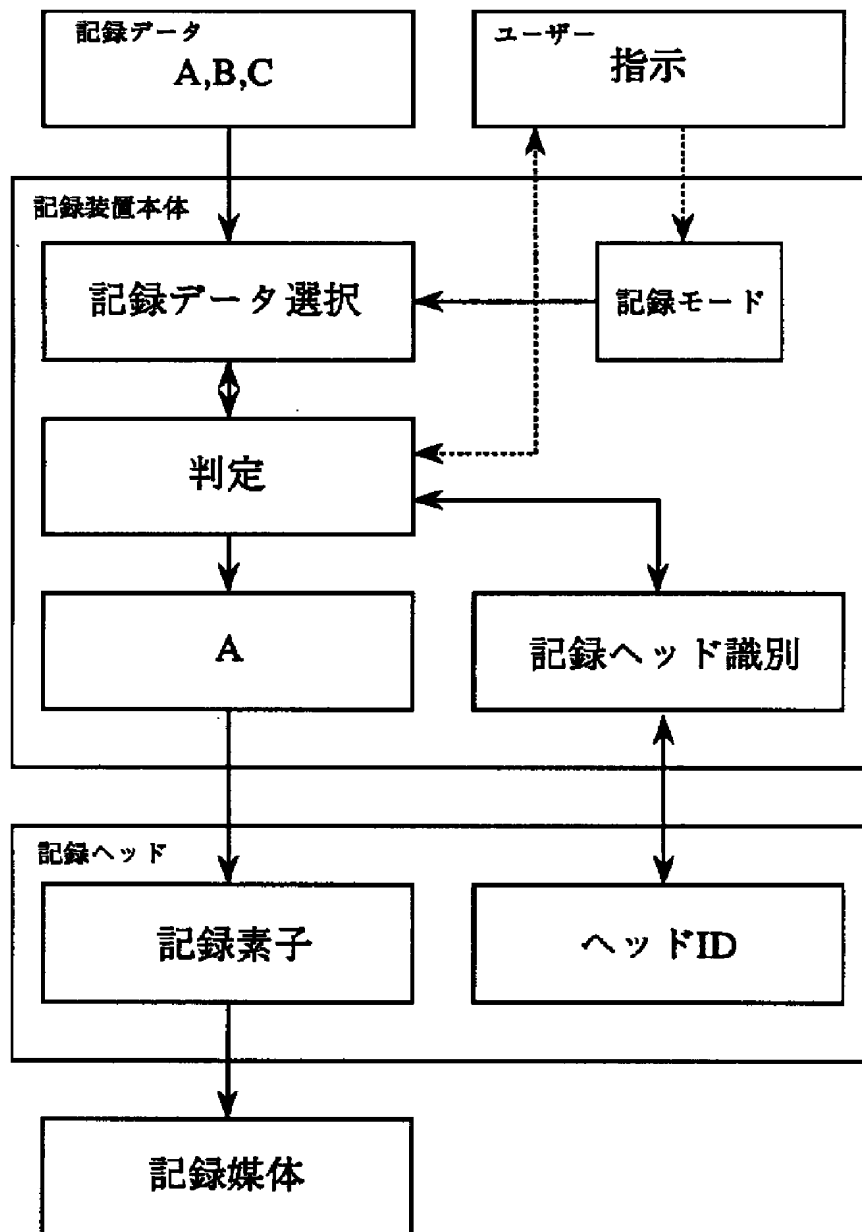 記録データ
A,B,C
ユーザー
指示
記録装置本体
記録データ選択
記録モード
判定
A
記録ヘッド識別
記録ヘッド
記録素子
ヘッドID
記録媒体